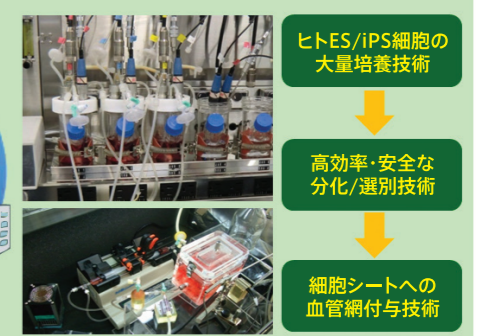 ヒトES/iPS細胞の
大量培養技術
高効率・安全な
分化/選別技術
細胞シートへの
血管網付与技術